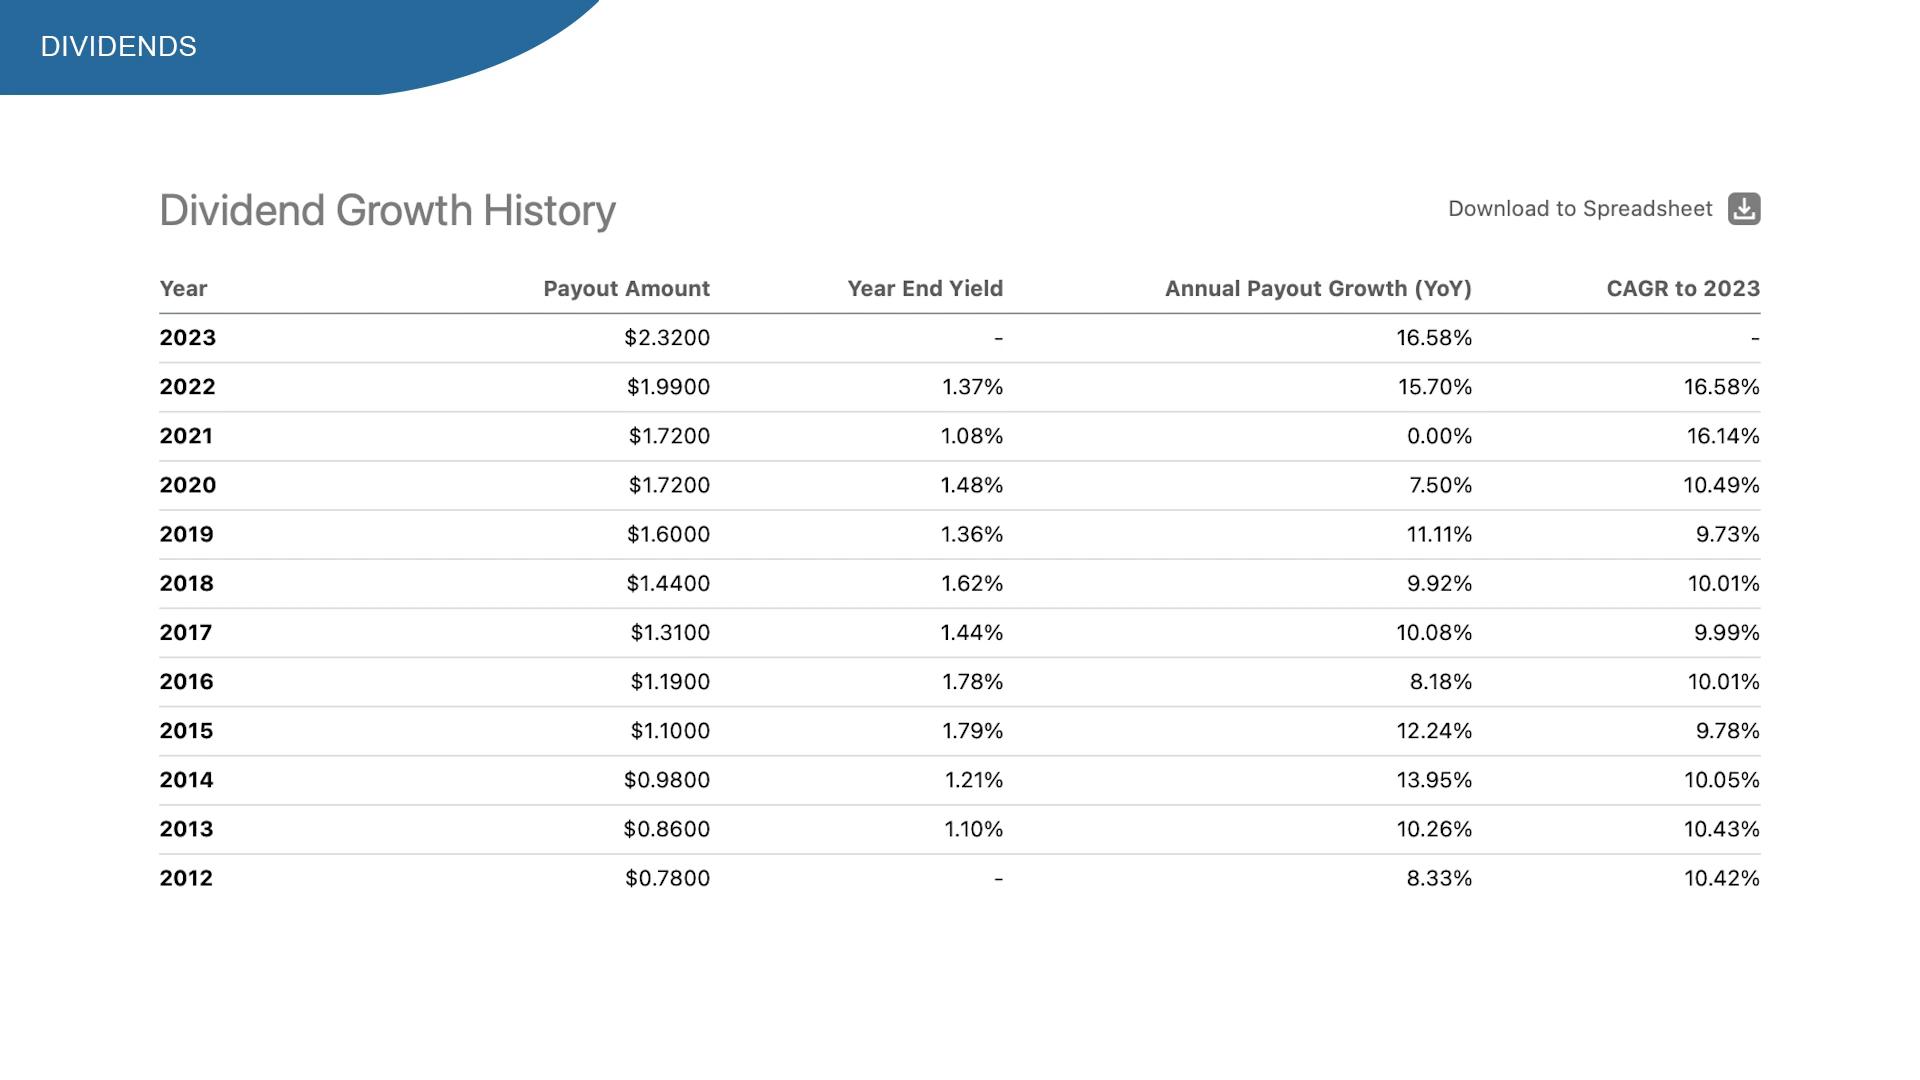 DIVIDENDS
Dividend Growth History
Download to Spreadsheet
Year Payout Amount Year End Yield Annual Payout Growth (YoY) CAGR to 2023
2023 $2.3200 - 16.58% -
2022 $1.9900 1.37% 15.70% 16.58%
2021 $1.7200 1.08% 0.00% 16.14%
2020 $1.7200 1.48% 7.50% 10.49%
2019 $1.6000 1.36% 11.11% 9.73%
2018 $1.4400 1.62% 9.92% 10.01%
2017 $1.3100 1.44% 10.08% 9.99%
2016 $1.1900 1.78% 8.18% 10.01%
2015 $1.1000 1.79% 12.24% 9.78%
2014 $0.9800 1.21% 13.95% 10.05%
2013 $0.8600 1.10% 10.26% 10.43%
2012 $0.7800 - 8.33% 10.42%